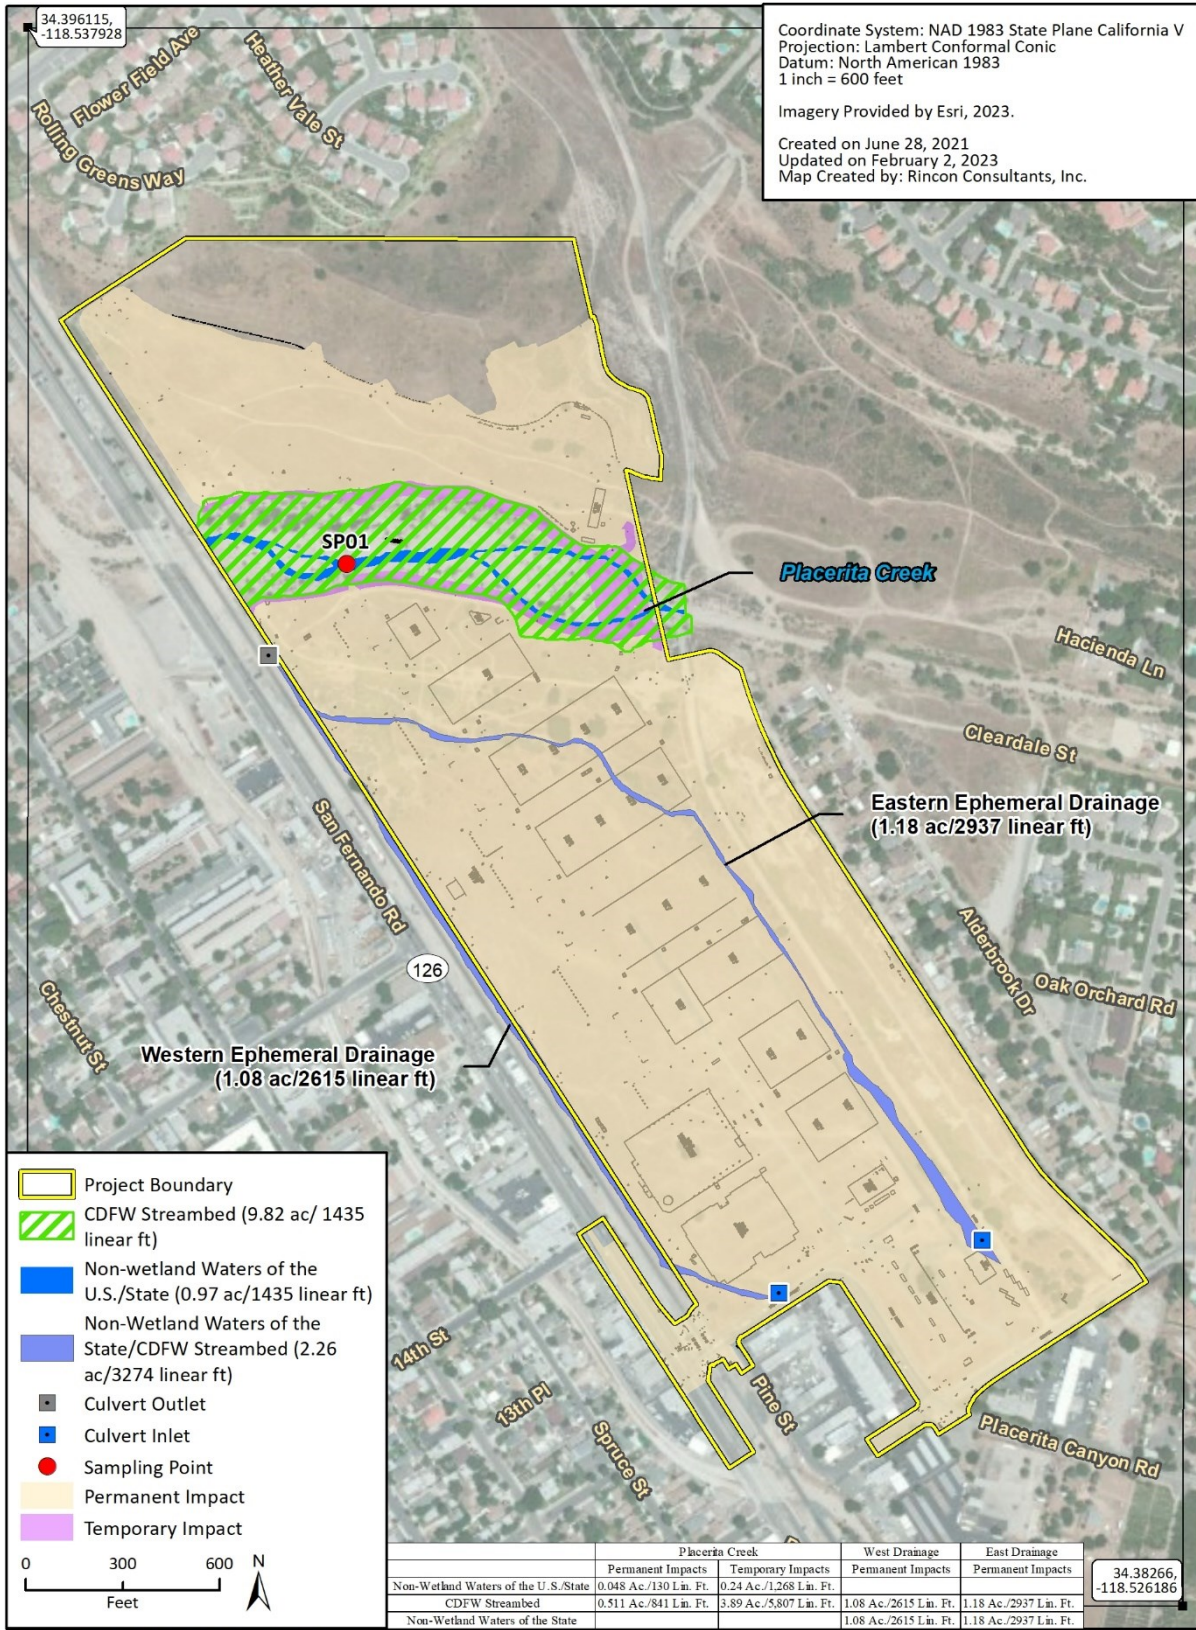 34.396115,
-118.537928
Coordinate System: NAD 1983 State Plane California V
Projection: Lambert Conformal Conic
Datum: North American 1983
1 inch = 600 feet
Imagery Provided by Esri, 2023.
Created on June 28, 2021
Updated on February 2, 2023
Map Created by: Rincon Consultants, Inc.
Flower Field Ave
Heather Vale St
Rolling Greens Way
SP01
Placerita Creek
Hacienda Ln
Cleardale St
Eastern Ephemeral Drainage
(1.18 ac/2937 linear ft)
San Fernando Rd
126
Alderbrook Dr
Oak Orchard Rd
Chestnut St
Western Ephemeral Drainage
(1.08 ac/2615 linear ft)
14th St
13th Pl
Spruce St
Pine St
Placerita Canyon Rd
Project Boundary
CDFW Streambed (9.82 ac/ 1435
linear ft)
Non-wetland Waters of the
U.S./State (0.97 ac/1435 linear ft)
Non-Wetland Waters of the
State/CDFW Streambed (2.26
ac/3274 linear ft)
Culvert Outlet
Culvert Inlet
Sampling Point
Permanent Impact
Temporary Impact
0 300 600 N
Feet
Placerita Creek West Drainage East Drainage
Permanent Impacts Temporary Impacts Permanent Impacts Permanent Impacts
Non-Wetland Waters of the U.S./State 0.048 Ac./130 Lin. Ft. 0.24 Ac./1,268 Lin. Ft.
CDFW Streambed 0.511 Ac./841 Lin. Ft. 3.89 Ac./5,807 Lin. Ft. 1.08 Ac./2615 Lin. Ft. 1.18 Ac./2937 Lin. Ft.
Non-Wetland Waters of the State 1.08 Ac./2615 Lin. Ft. 1.18 Ac./2937 Lin. Ft.
34.38266,
-118.526186